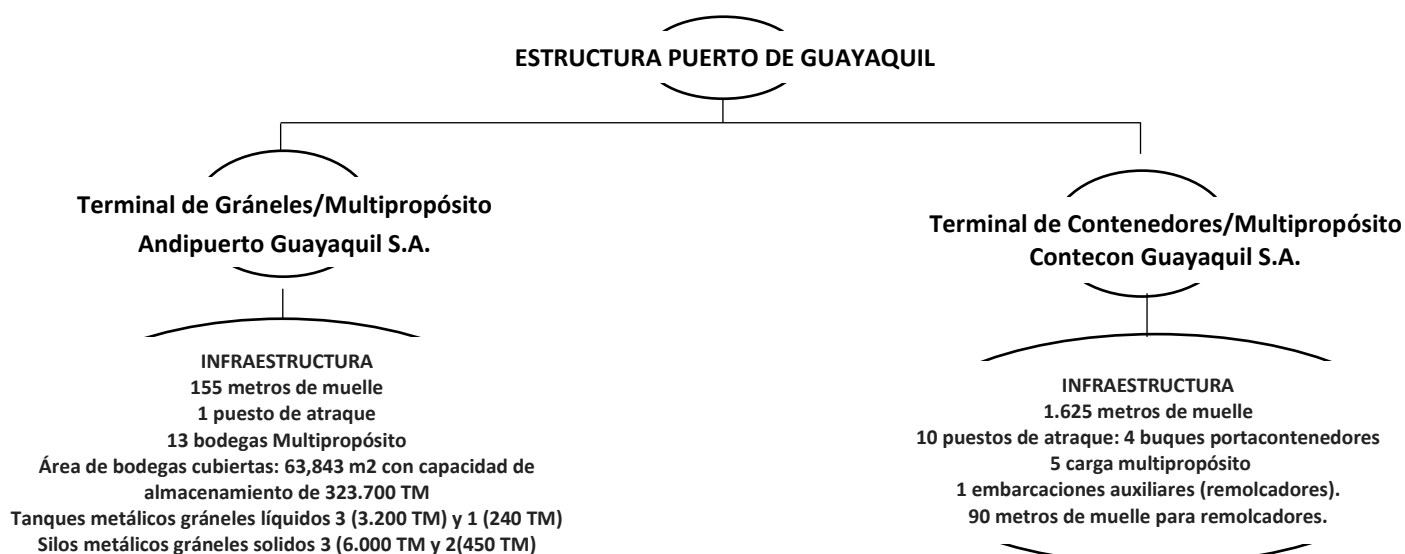 ESTRUCTURA PUERTO DE GUAYAQUIL
Terminal de Gráneles/Multipropósito
Andipuerto Guayaquil S.A.
INFRAESTRUCTURA
155 metros de muelle
1 puesto de atraque
13 bodegas Multipropósito
Área de bodegas cubiertas: 63,843 m2 con capacidad de
almacenamiento de 323.700 TM
Tanques metálicos gráneles líquidos 3 (3.200 TM) y 1 (240 TM)
Silos metálicos gráneles solidos 3 (6.000 TM y 2(450 TM)
Terminal de Contenedores/Multipropósito
Contecon Guayaquil S.A.
INFRAESTRUCTURA
1.625 metros de muelle
10 puestos de atraque: 4 buques portacontenedores
5 carga multipropósito
1 embarcaciones auxiliares (remolcadores).
90 metros de muelle para remolcadores.